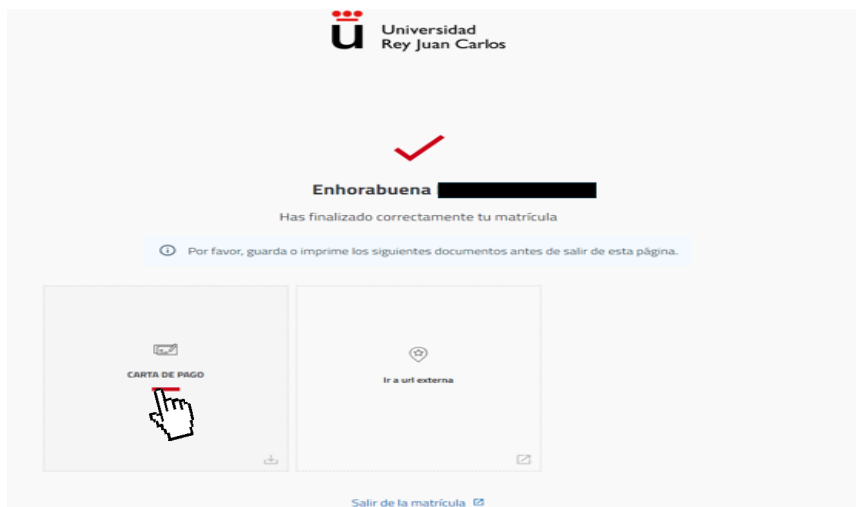 Universidad
Rey Juan Carlos
Enhorabuena
Has finalizado correctamente tu matrícula
Por favor, guarda o imprime los siguientes documentos antes de salir de esta página.
CARTA DE PAGO
Ir a url externa
Salir de la matrícula